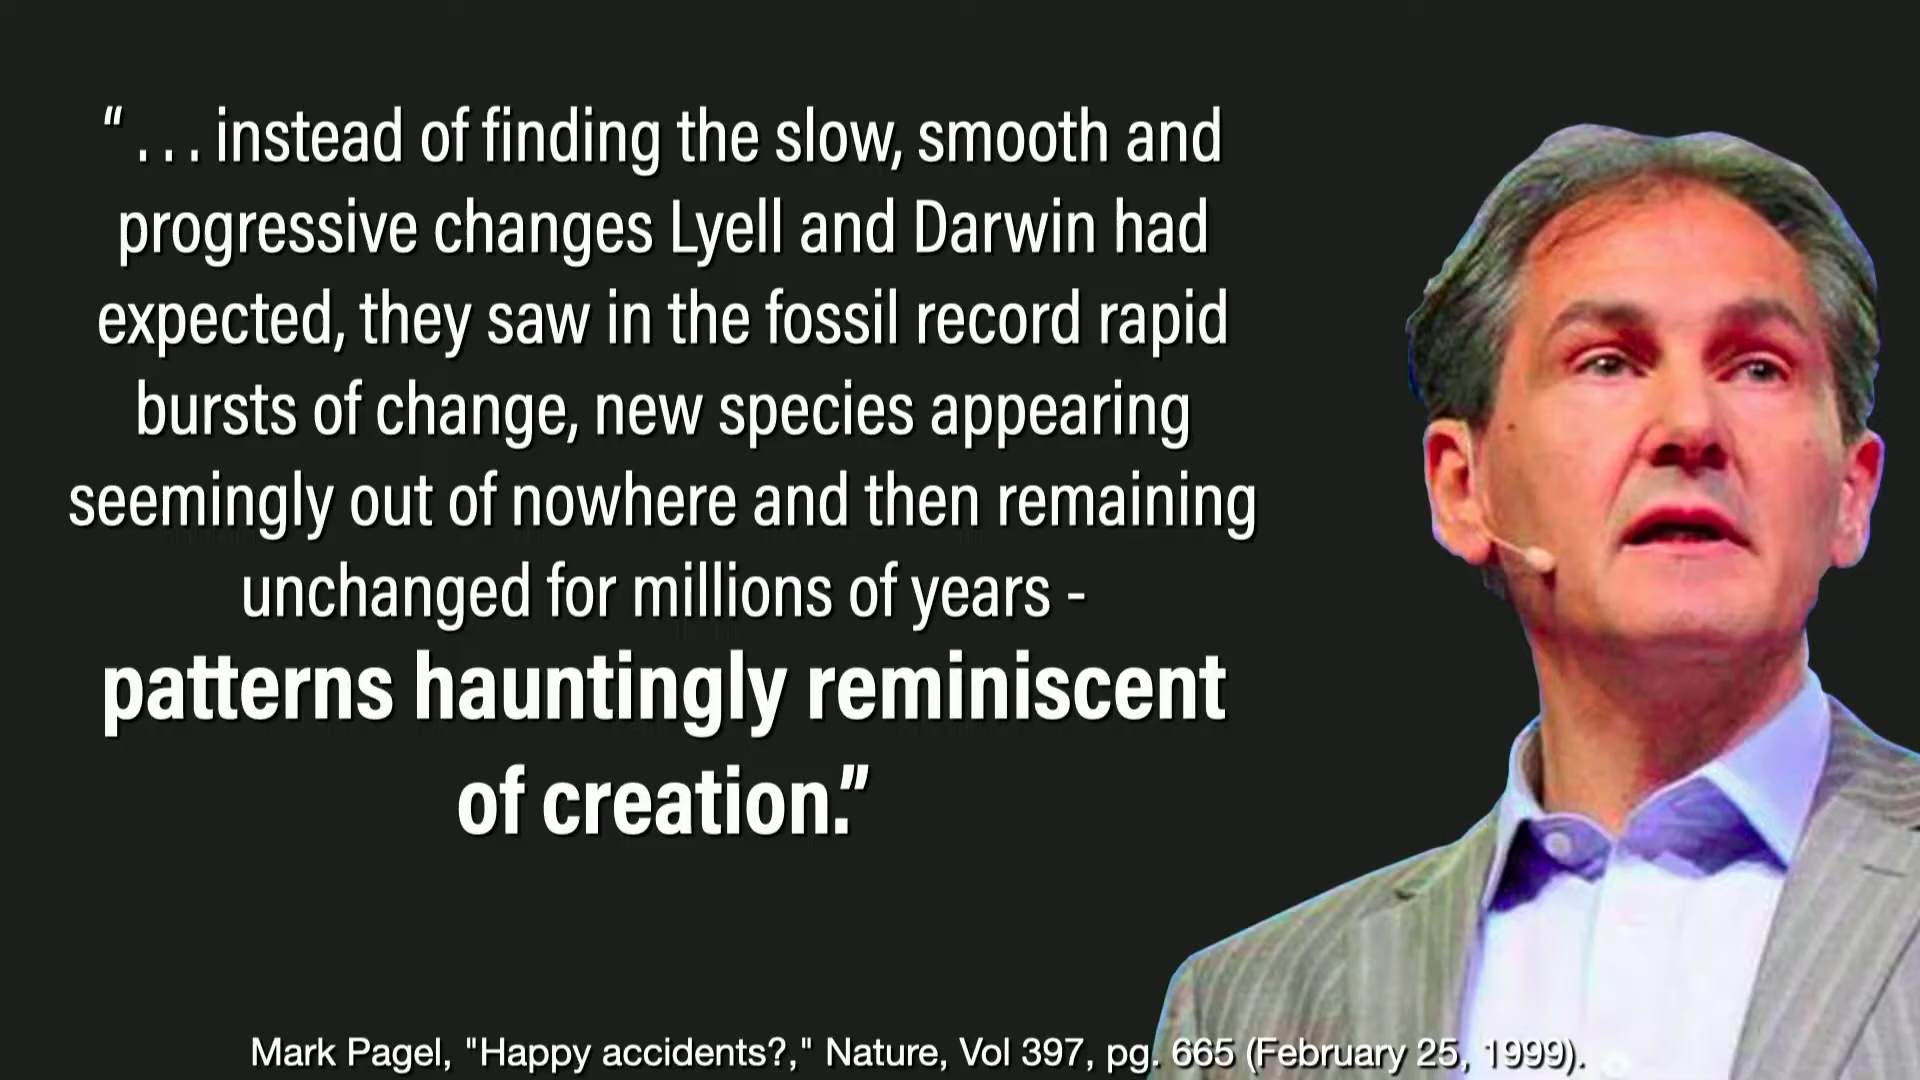 “ . . . instead of finding the slow, smooth and
progressive changes Lyell and Darwin had
expected, they saw in the fossil record rapid
bursts of change, new species appearing
seemingly out of nowhere and then remaining
unchanged for millions of years -
patterns hauntingly reminiscent
of creation.”
Mark Pagel, "Happy accidents?," Nature, Vol 397, pg. 665 (February 25, 1999).